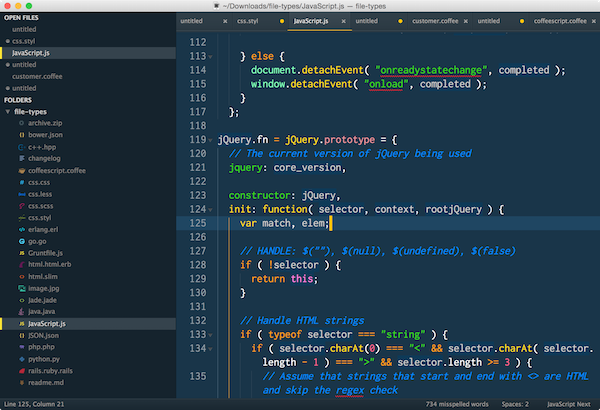 ~/Downloads/file-types/JavaScript.js — file-types
OPEN FILES
untitled
css.styl
JavaScript.js
untitled
customer.coffee
untitled
FOLDERS
file-types
archive.zip
bower.json
c++.hpp
changelog
coffeescript.coffee
css.css
css.less
css.scss
css.styl
erlang.erl
go.go
Gruntfile.js
html.html.erb
html.slim
image.jpg
Jade.jade
java.java
JavaScript.js
JSON.json
php.php
python.py
rails.ruby.rails
readme.md
untitled css.styl JavaScript.js untitled customer.coffee untitled coffeescript.coffee
112
113 } else {
114 document.detachEvent( "onreadystatechange", completed );
115 window.detachEvent( "onload", completed );
116 }
117 };
118
119 jQuery.fn = jQuery.prototype = {
120 // The current version of jQuery being used
121 jquery: core_version,
122
123 constructor: jQuery,
124 init: function( selector, context, rootjQuery ) {
125 var match, elem;
126
127 // HANDLE: $(""), $(null), $(undefined), $(false)
128 if ( !selector ) {
129 return this;
130 }
131
132 // Handle HTML strings
133 if ( typeof selector === "string" ) {
134 if ( selector.charAt(0) === "<" && selector.charAt( selector.
length - 1 ) === ">" && selector.length >= 3 ) {
135 // Assume that strings that start and end with <> are HTML
and skip the regex check
Line 125, Column 21 734 misspelled words Spaces: 2 JavaScript Next